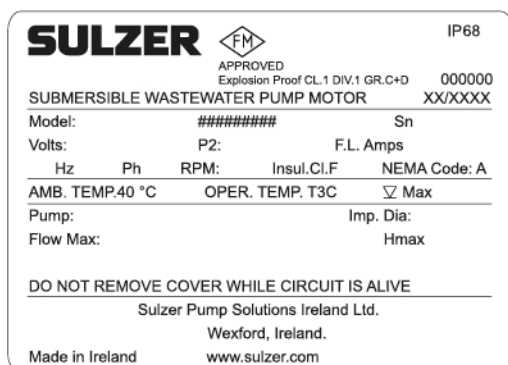 SULZER FM IP68
APPROVED
Explosion Proof CL.1 DIV.1 GR.C+D 000000
SUBMERSIBLE WASTEWATER PUMP MOTOR XX/XXXX
Model: ######### Sn
Volts: P2: F.L. Amps
Hz Ph RPM: Insul.Cl.F NEMA Code: A
AMB. TEMP.40 °C OPER. TEMP. T3C ▽ Max
Pump: Imp. Dia:
Flow Max: Hmax
DO NOT REMOVE COVER WHILE CIRCUIT IS ALIVE
Sulzer Pump Solutions Ireland Ltd.
Wexford, Ireland.
Made in Ireland www.sulzer.com